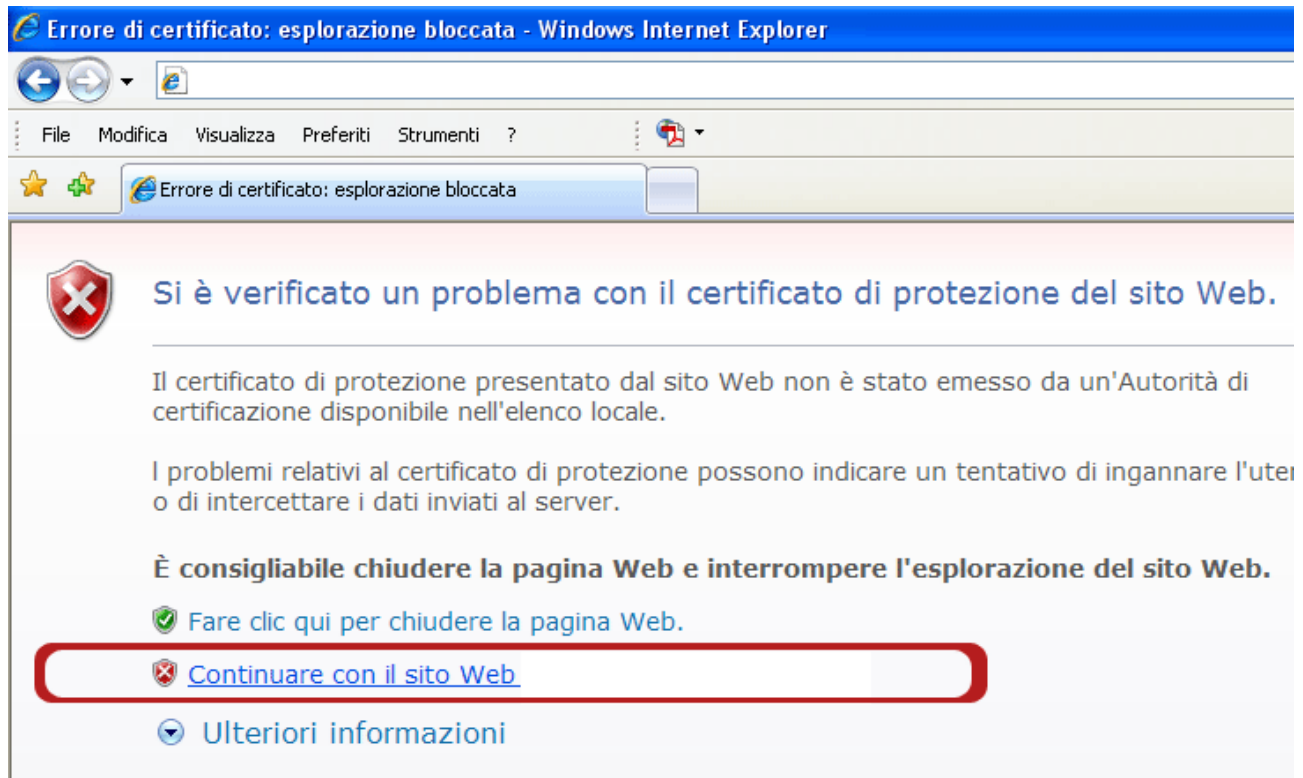 Errore di certificato: esplorazione bloccata - Windows Internet Explorer
File Modifica Visualizza Preferiti Strumenti ?
Errore di certificato: esplorazione bloccata
Si è verificato un problema con il certificato di protezione del sito Web.
Il certificato di protezione presentato dal sito Web non è stato emesso da un'Autorità di
certificazione disponibile nell'elenco locale.
I problemi relativi al certificato di protezione possono indicare un tentativo di ingannare l'uter
o di intercettare i dati inviati al server.
È consigliabile chiudere la pagina Web e interrompere l'esplorazione del sito Web.
Fare clic qui per chiudere la pagina Web.
Continuare con il sito Web
Ulteriori informazioni